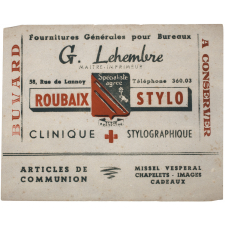 Fournitures Générales pour Bureaux
G. Lehembre
MAITRE-IMPRIMEUR
38, Rue de Lannoy Téléphone 360.03
BUVARD
A CONSERVER
Spécialiste
agréé
ROUBAIX STYLO
CLINIQUE STYLOGRAPHIQUE
ARTICLES DE
COMMUNION
MISSEL VESPERAL
CHAPELETS - IMAGES
CADEAUX